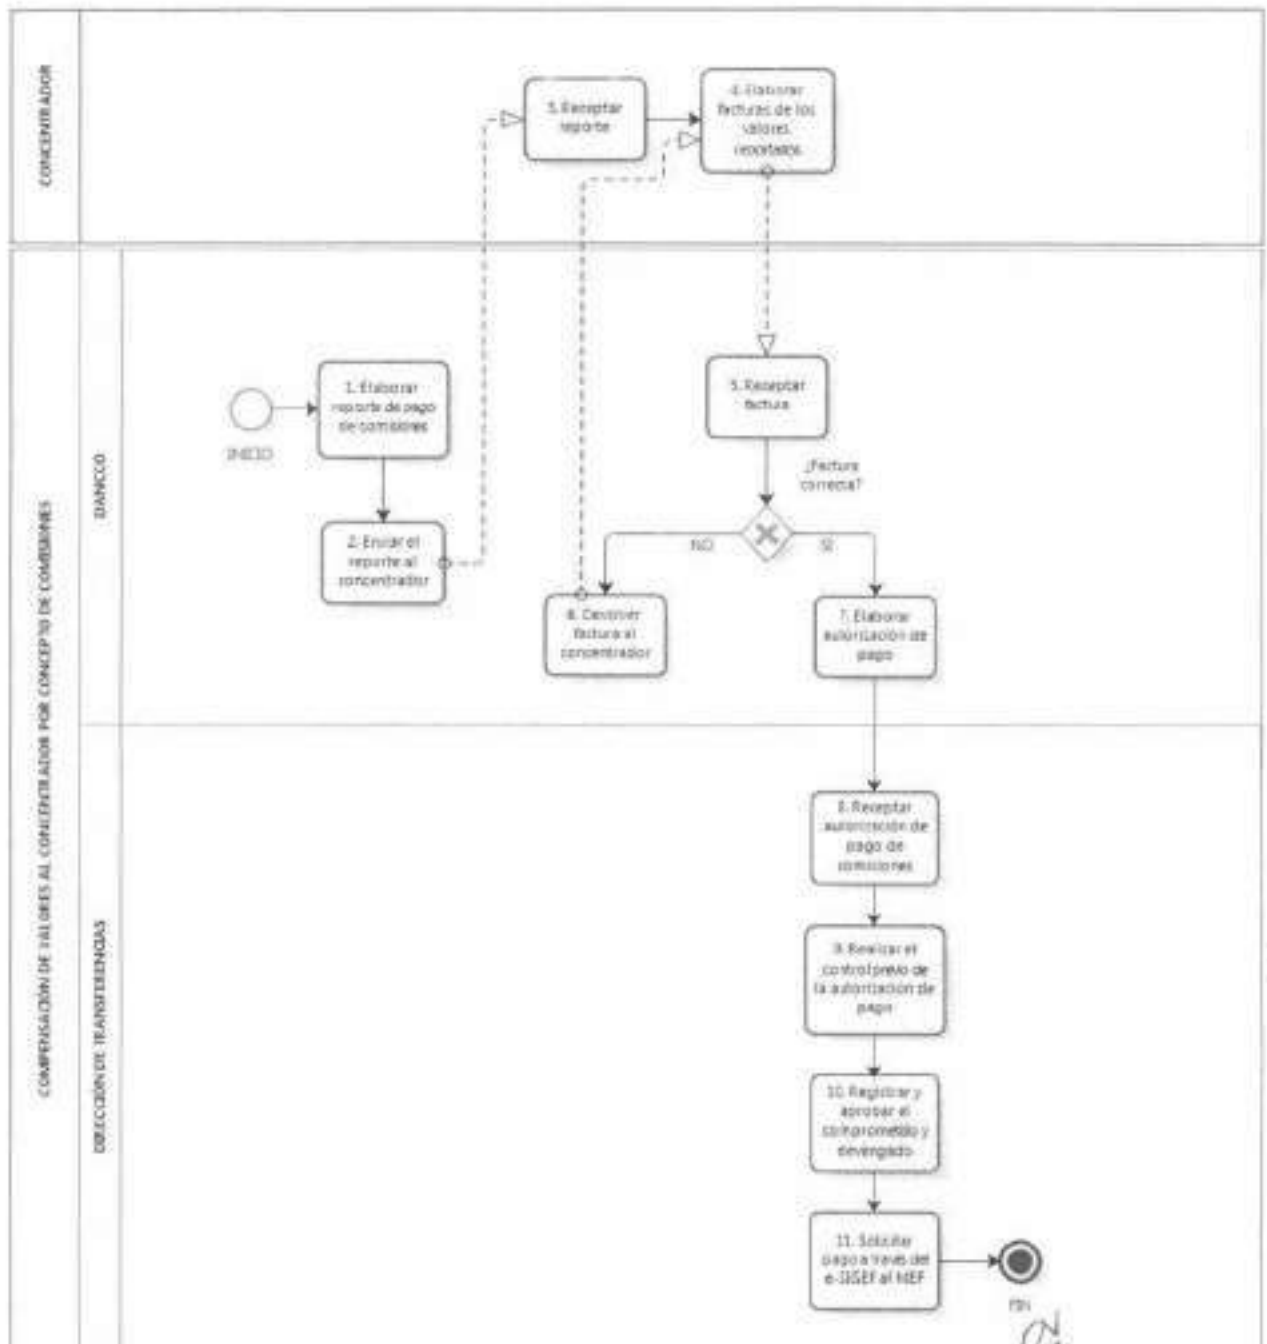 CONCENTRADOR
3. Receptar
reporte
4. Elaborar
facturas de los
valores
reportados
COMPENSACIÓN DE VALORES AL CONCENTRADOR POR CONCEPTO DE COMISIONES
DANCCO
INICIO
1. Elaborar
reporte de pago
de comisiones
2. Enviar el
reporte al
concentrador
5. Receptar
factura
¿Factura
correcta?
NO
SI
6. Devolver
factura al
concentrador
7. Elaborar
autorización de
pago
DIRECCIÓN DE TRANSFERENCIAS
8. Receptar
autorización de
pago de
comisiones
9. Realizar el
control previo de
la autorización de
pago
10. Registrar y
aprobar el
comprometido y
devengado
11. Solicitar
pago a través del
e-SIGEF al MEF
FIN